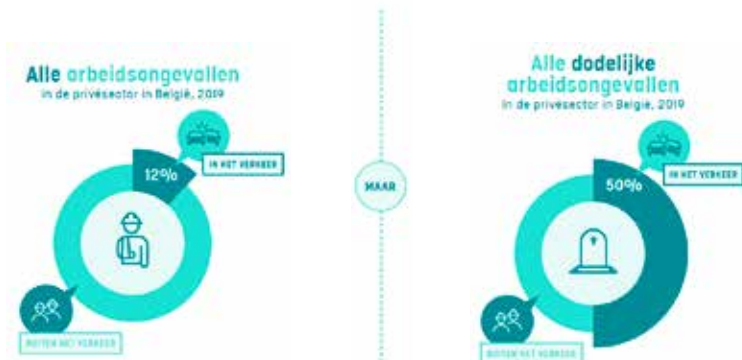 Alle arbeidsongevallen
in de privésector in België, 2019
12%
IN HET VERKEER
BUITEN HET VERKEER
MAAR
Alle dodelijke
arbeidsongevallen
in de privésector in België, 2019
50%
IN HET VERKEER
BUITEN HET VERKEER